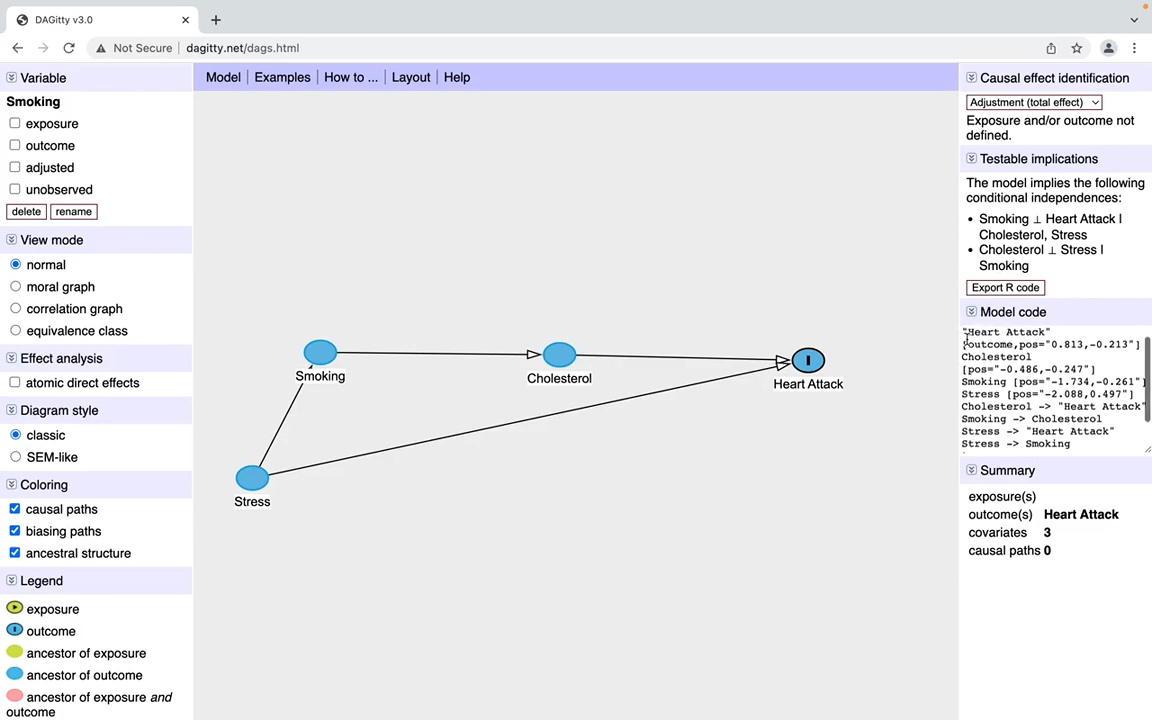 DAGitty v3.0
Not Secure
dagitty.net/dags.html
Variable
Smoking
exposure
outcome
adjusted
unobserved
delete
rename
View mode
normal
moral graph
correlation graph
equivalence class
Effect analysis
atomic direct effects
Diagram style
classic
SEM-like
Coloring
causal paths
biasing paths
ancestral structure
Legend
exposure
outcome
ancestor of exposure
ancestor of outcome
ancestor of exposure and
outcome
Model
Examples
How to ...
Layout
Help
Smoking
Cholesterol
Heart Attack
Stress
Causal effect identification
Adjustment (total effect)
Exposure and/or outcome not
defined.
Testable implications
The model implies the following
conditional independences:
• Smoking ⊥ Heart Attack |
Cholesterol, Stress
• Cholesterol ⊥ Stress |
Smoking
Export R code
Model code
"Heart Attack"
[outcome,pos="0.813,-0.213"]
Cholesterol
[pos="-0.486,-0.247"]
Smoking [pos="-1.734,-0.261"]
Stress [pos="-2.088,0.497"]
Cholesterol -> "Heart Attack"
Smoking -> Cholesterol
Stress -> "Heart Attack"
Stress -> Smoking
Summary
exposure(s)
outcome(s) Heart Attack
covariates 3
causal paths 0